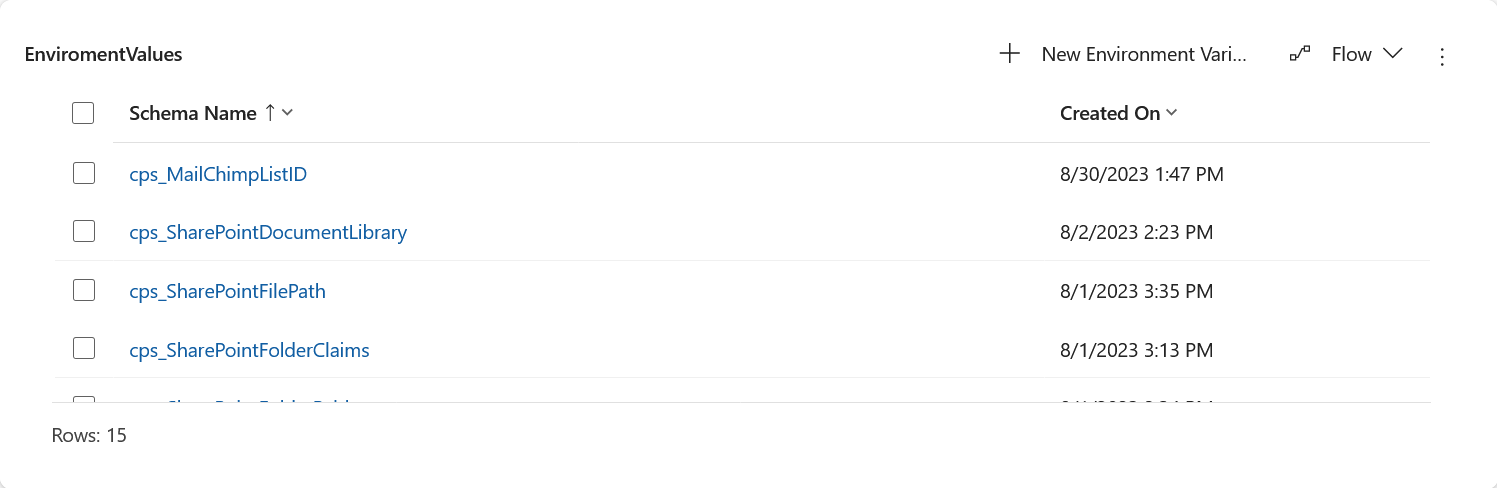 EnviromentValues
New Environment Vari...
Flow
Schema Name
Created On
cps_MailChimpListID 8/30/2023 1:47 PM
cps_SharePointDocumentLibrary 8/2/2023 2:23 PM
cps_SharePointFilePath 8/1/2023 3:35 PM
cps_SharePointFolderClaims 8/1/2023 3:13 PM
Rows: 15